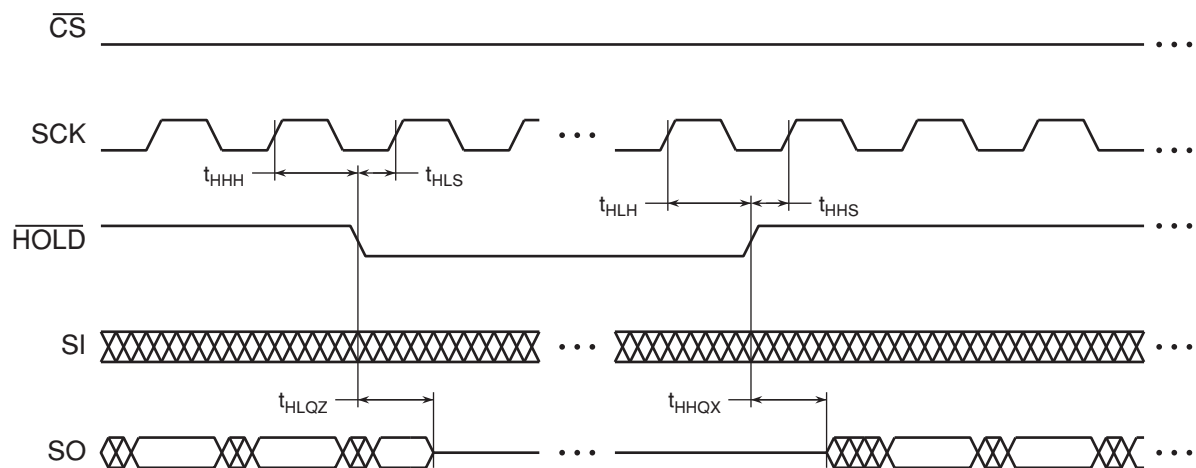 CS
SCK
tHHH
tHLS
tHLH
tHHS
HOLD
SI
tHLQZ
tHHQX
SO